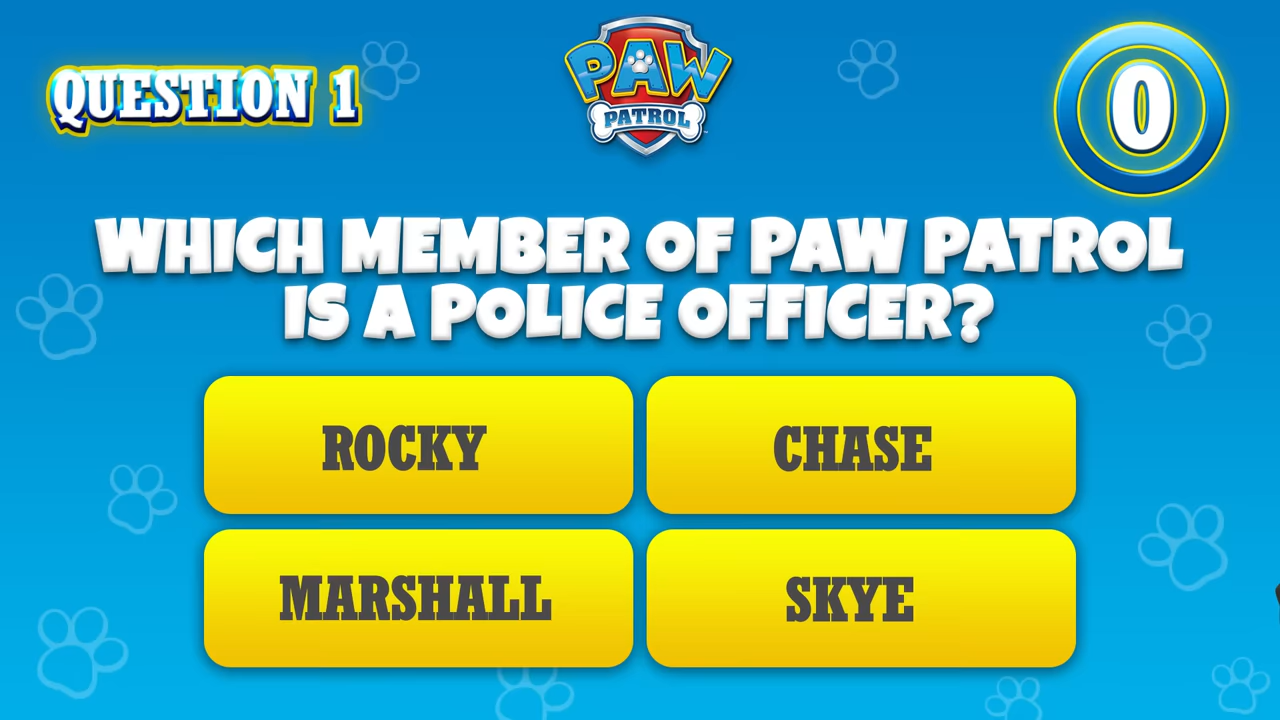 QUESTION 1
PAW
PATROL
0
WHICH MEMBER OF PAW PATROL
IS A POLICE OFFICER?
ROCKY
CHASE
MARSHALL
SKYE